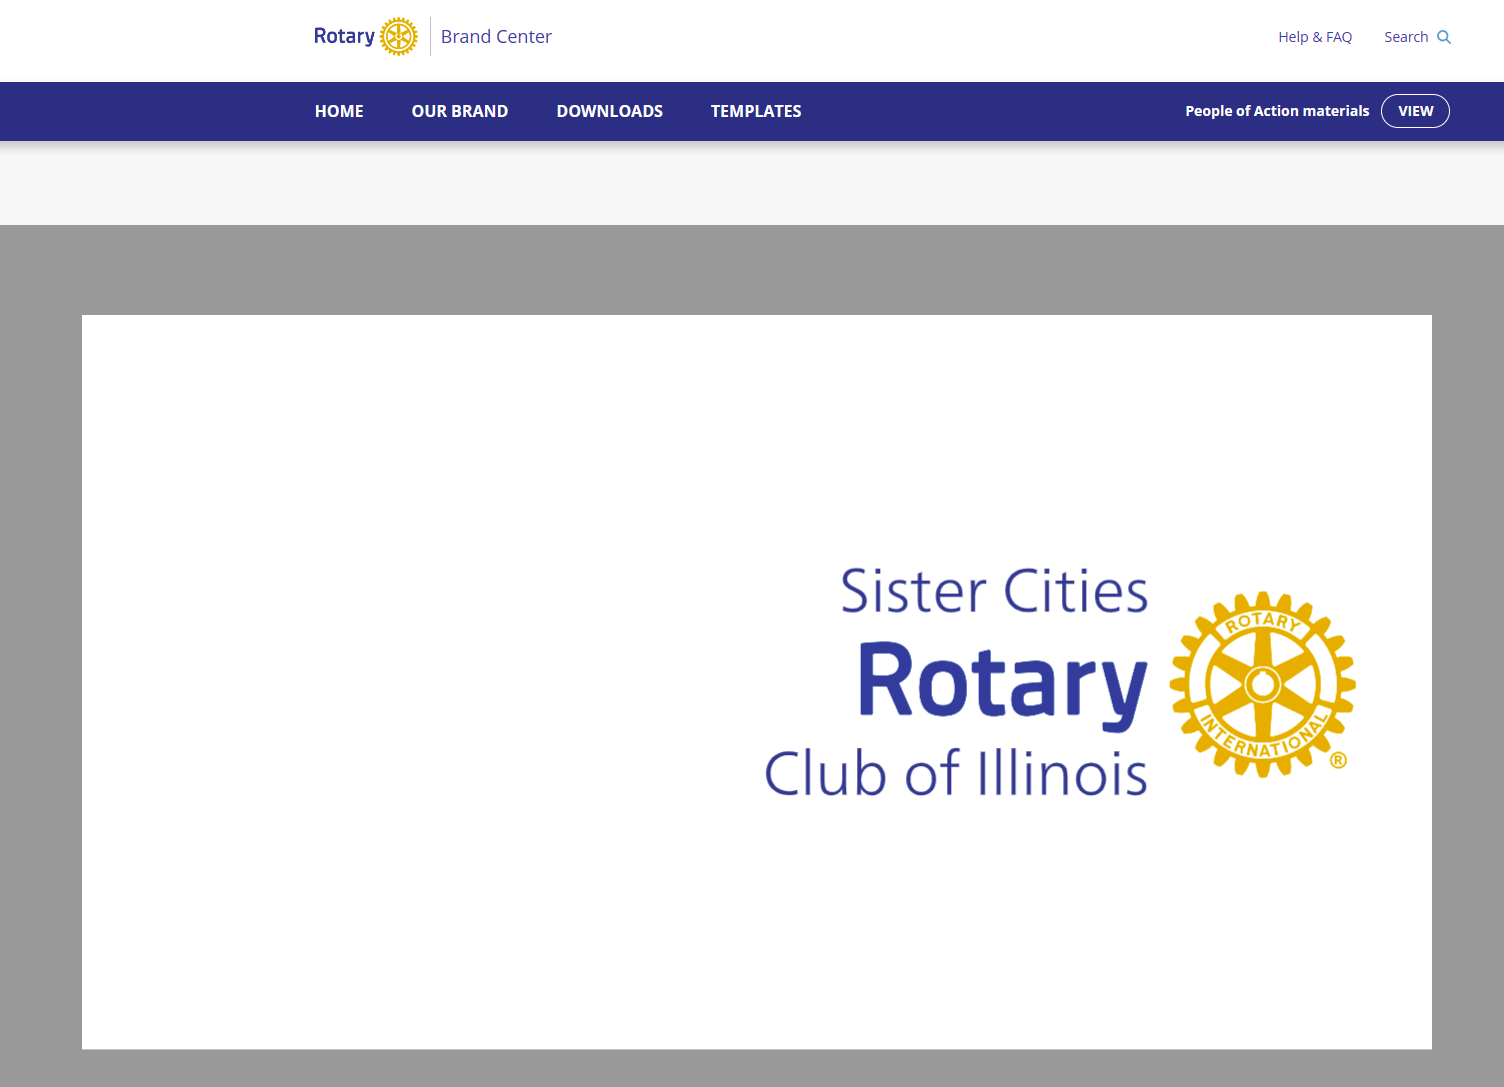 Rotary Brand Center
Help & FAQ Search
HOME OUR BRAND DOWNLOADS TEMPLATES
People of Action materials VIEW
Sister Cities
Rotary
Club of Illinois
ROTARY
INTERNATIONAL
®